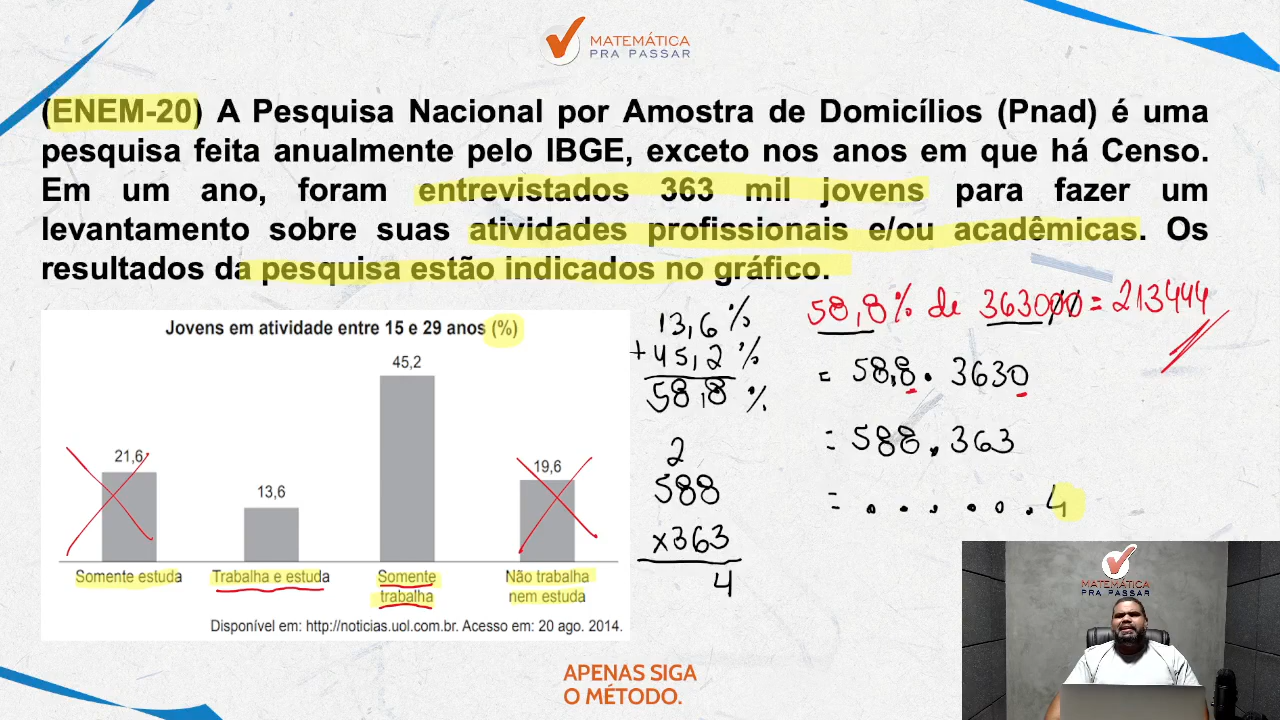 MATEMÁTICA
PRA PASSAR
(ENEM-20) A Pesquisa Nacional por Amostra de Domicílios (Pnad) é uma
pesquisa feita anualmente pelo IBGE, exceto nos anos em que há Censo.
Em um ano, foram entrevistados 363 mil jovens para fazer um
levantamento sobre suas atividades profissionais e/ou acadêmicas. Os
resultados da pesquisa estão indicados no gráfico.
Jovens em atividade entre 15 e 29 anos (%)
21,6
13,6
45,2
19,6
Somente estuda
Trabalha e estuda
Somente
trabalha
Não trabalha
nem estuda
Disponível em: http://noticias.uol.com.br. Acesso em: 20 ago. 2014.
13,6 %
+45,2 %
58,8 %
2
588
x363
4
58,8% de 363000 = 213444
= 58,8 . 3630
= 588 . 363
= . . . . . . 4
MATEMÁTICA
PRA PASSAR
APENAS SIGA
O MÉTODO.